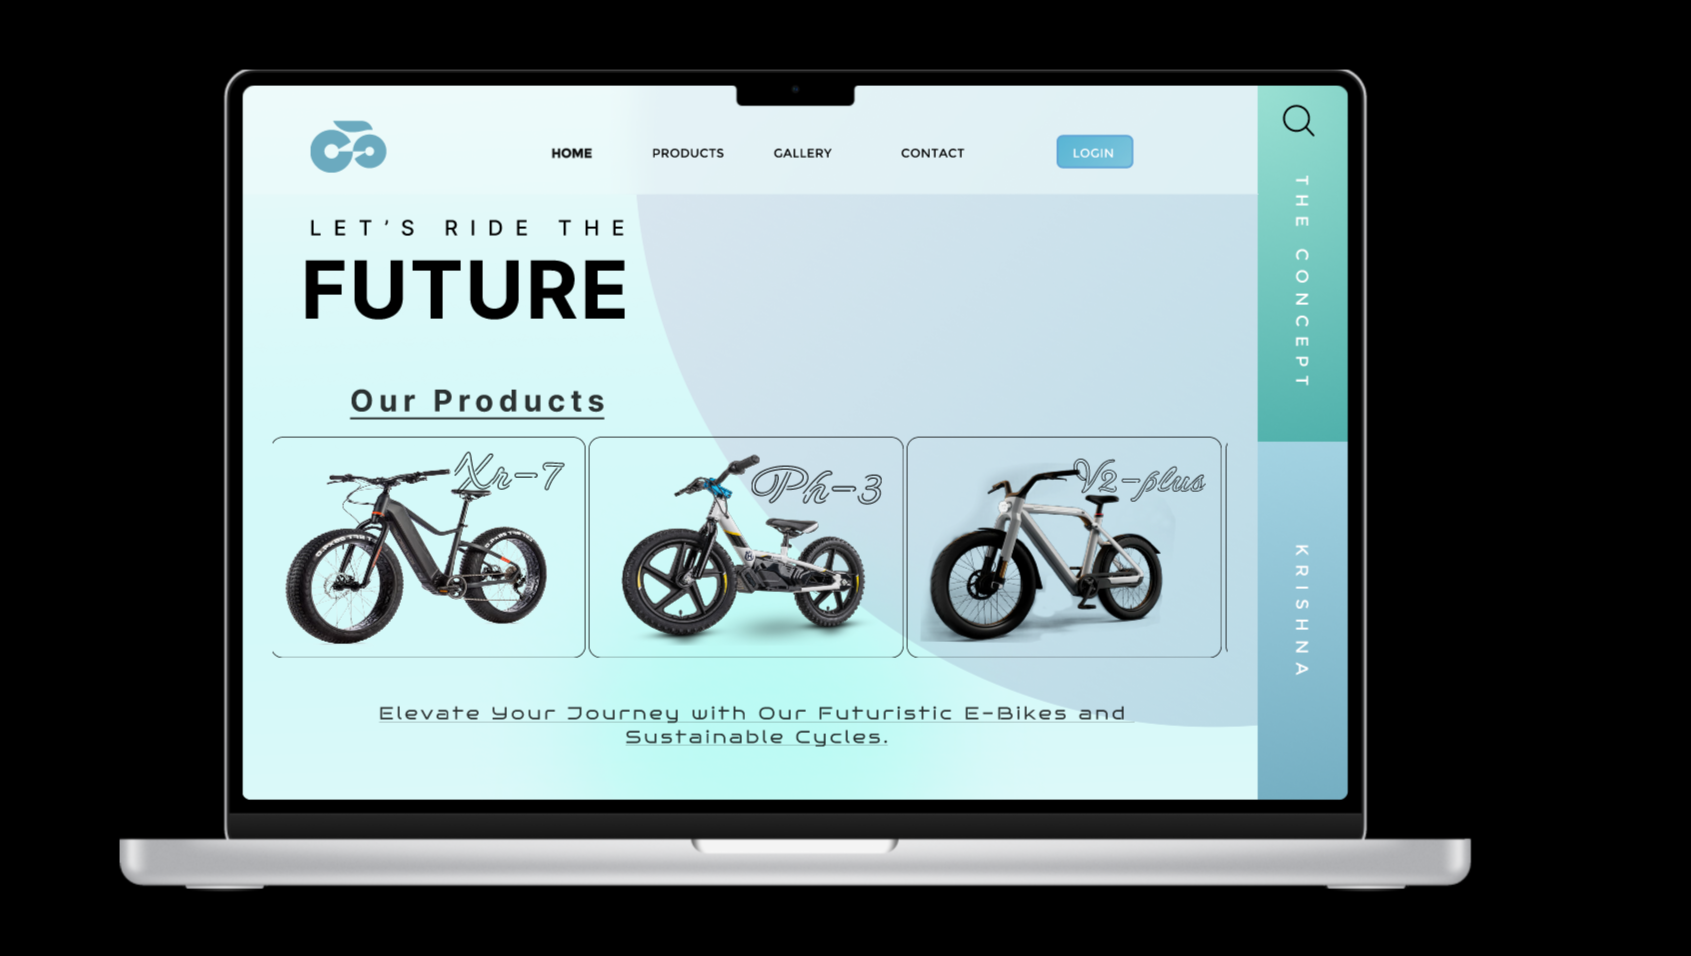 HOME PRODUCTS GALLERY CONTACT LOGIN
LET’S RIDE THE
FUTURE
Our Products
Xr-7
Ph-3
V2-plus
Elevate Your Journey with Our Futuristic E-Bikes and
Sustainable Cycles.
THE CONCEPT
KRISHNA